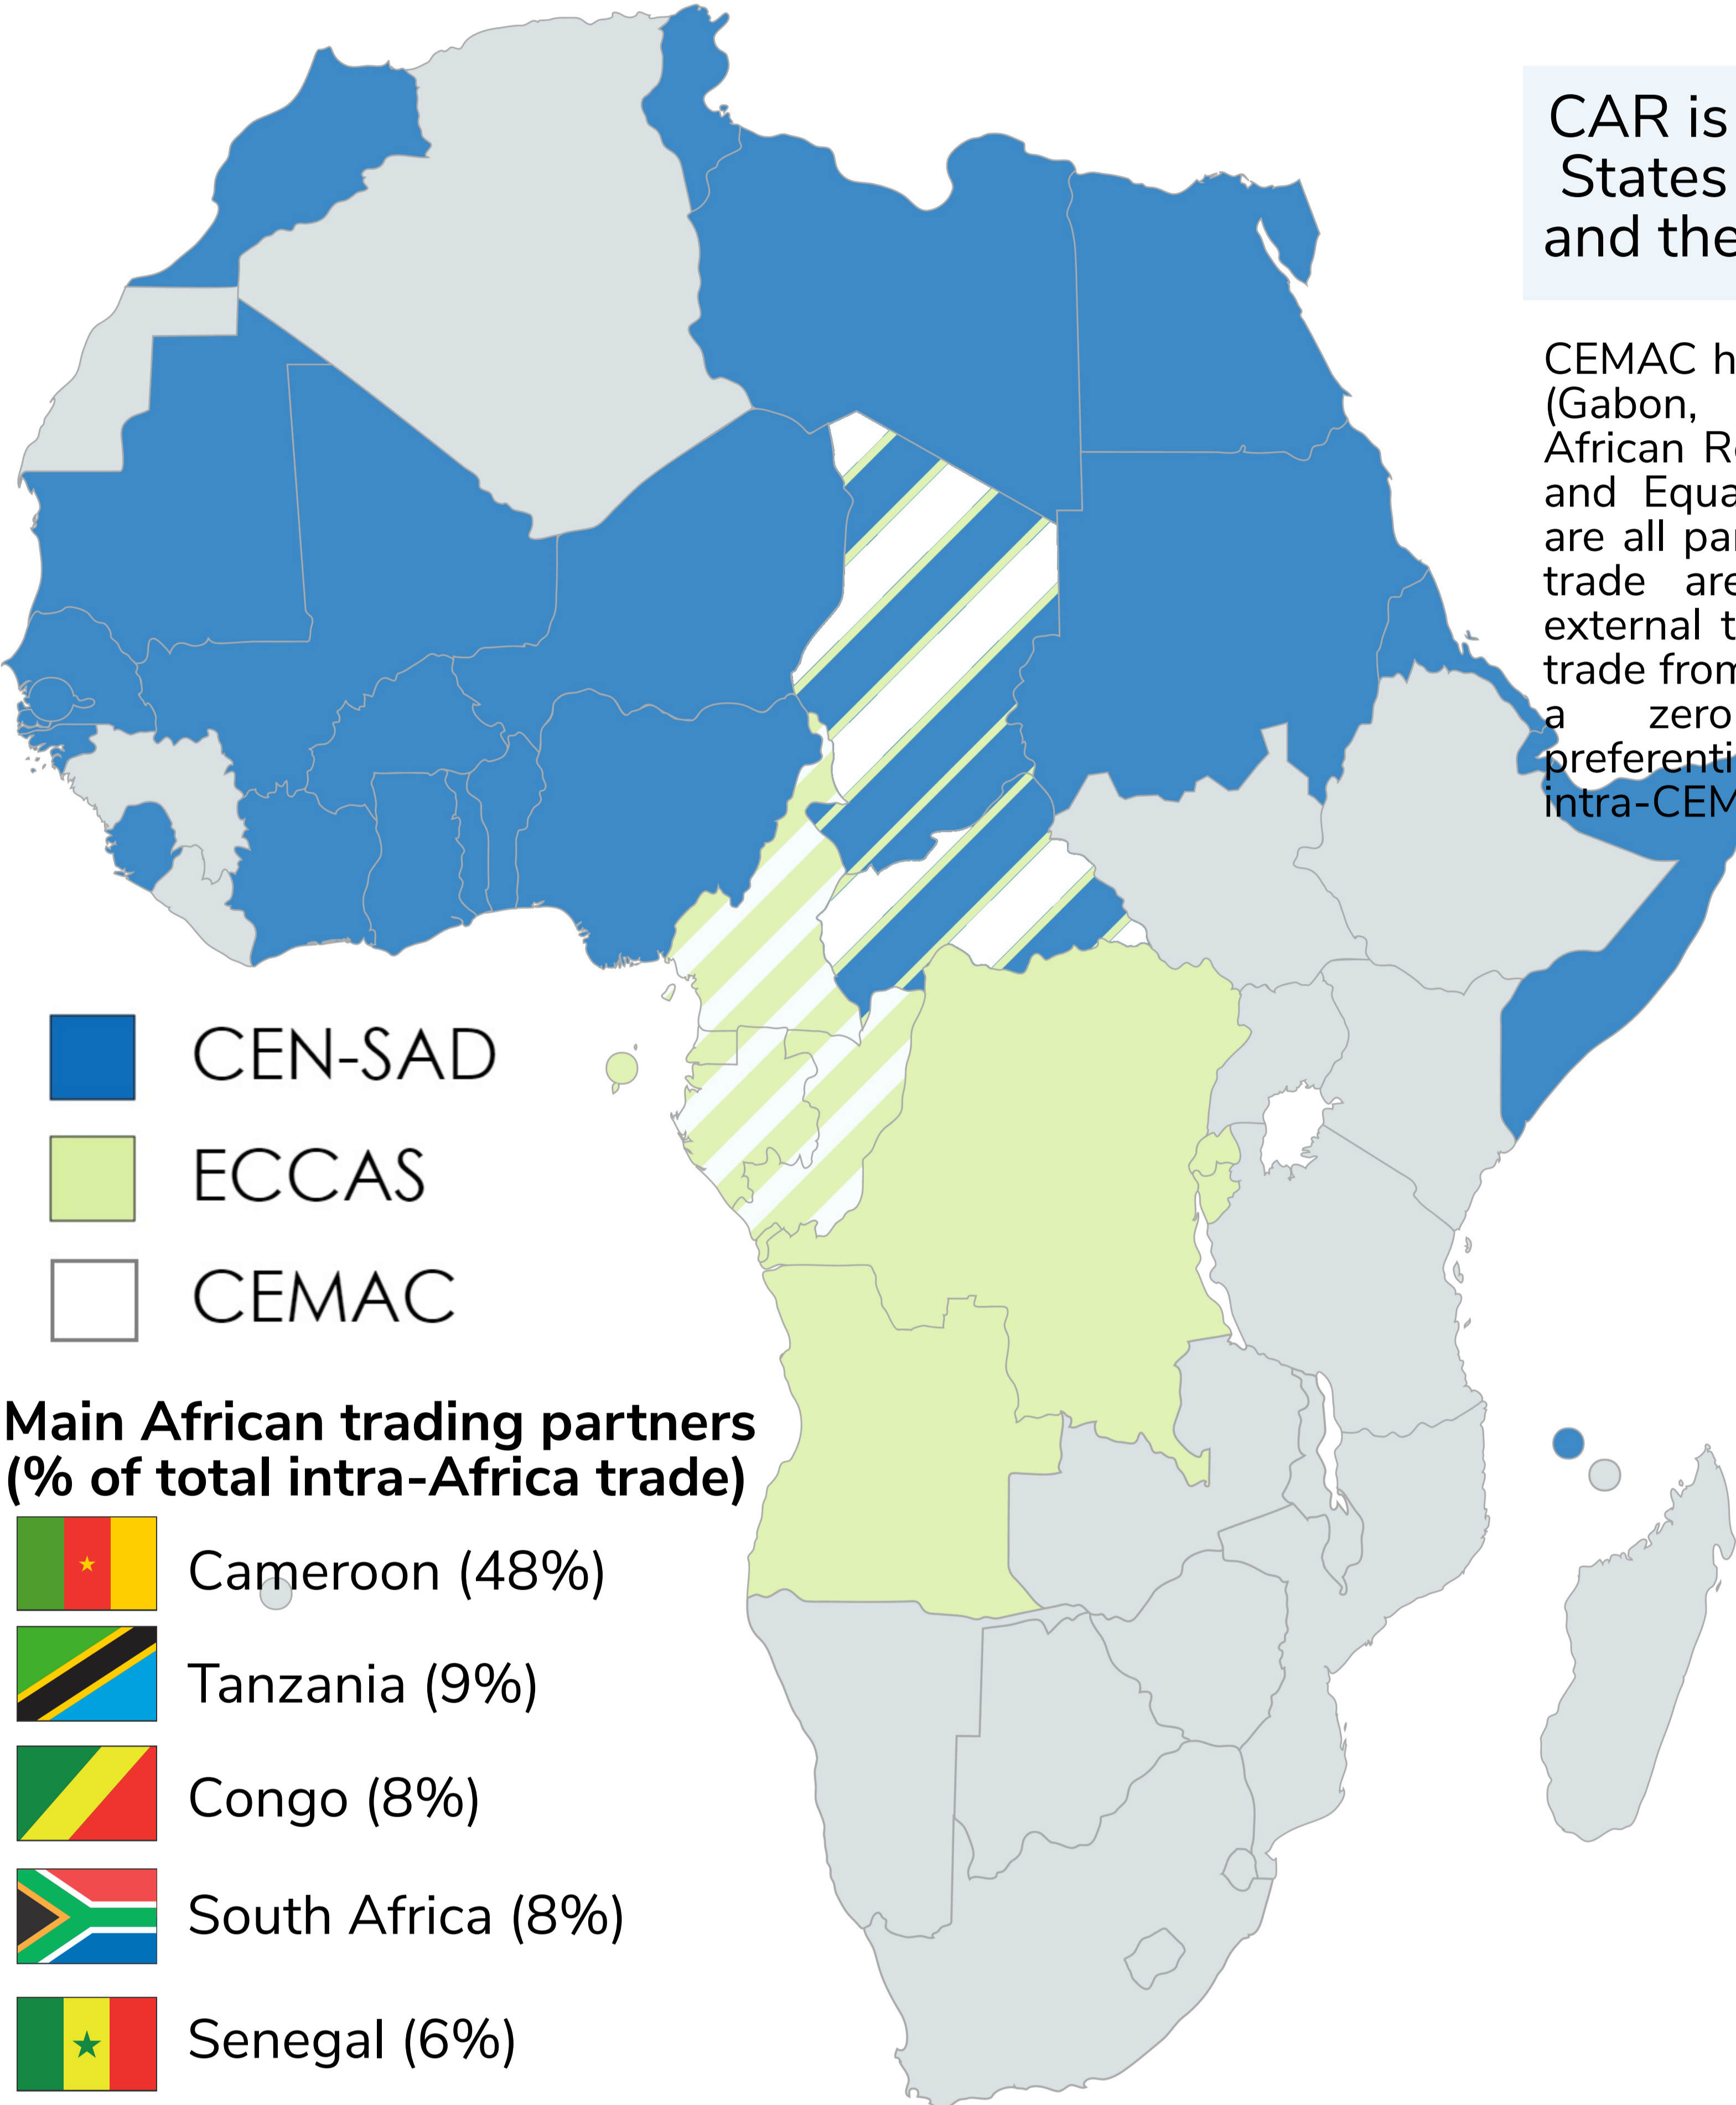 CAR is
States
and the
CEMAC h
(Gabon,
African R
and Equa
are all par
trade are
external t
trade from
a zero
preferenti
intra-CEM
CEN-SAD
ECCAS
CEMAC
Main African trading partners
(% of total intra-Africa trade)
Cameroon (48%)
Tanzania (9%)
Congo (8%)
South Africa (8%)
Senegal (6%)